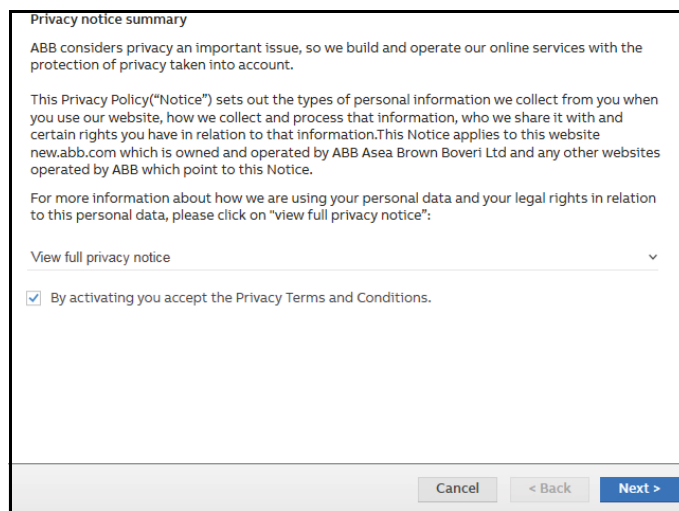 Privacy notice summary
ABB considers privacy an important issue, so we build and operate our online services with the
protection of privacy taken into account.
This Privacy Policy(“Notice”) sets out the types of personal information we collect from you when
you use our website, how we collect and process that information, who we share it with and
certain rights you have in relation to that information.This Notice applies to this website
new.abb.com which is owned and operated by ABB Asea Brown Boveri Ltd and any other websites
operated by ABB which point to this Notice.
For more information about how we are using your personal data and your legal rights in relation
to this personal data, please click on "view full privacy notice”:
View full privacy notice
By activating you accept the Privacy Terms and Conditions.
Cancel < Back Next >